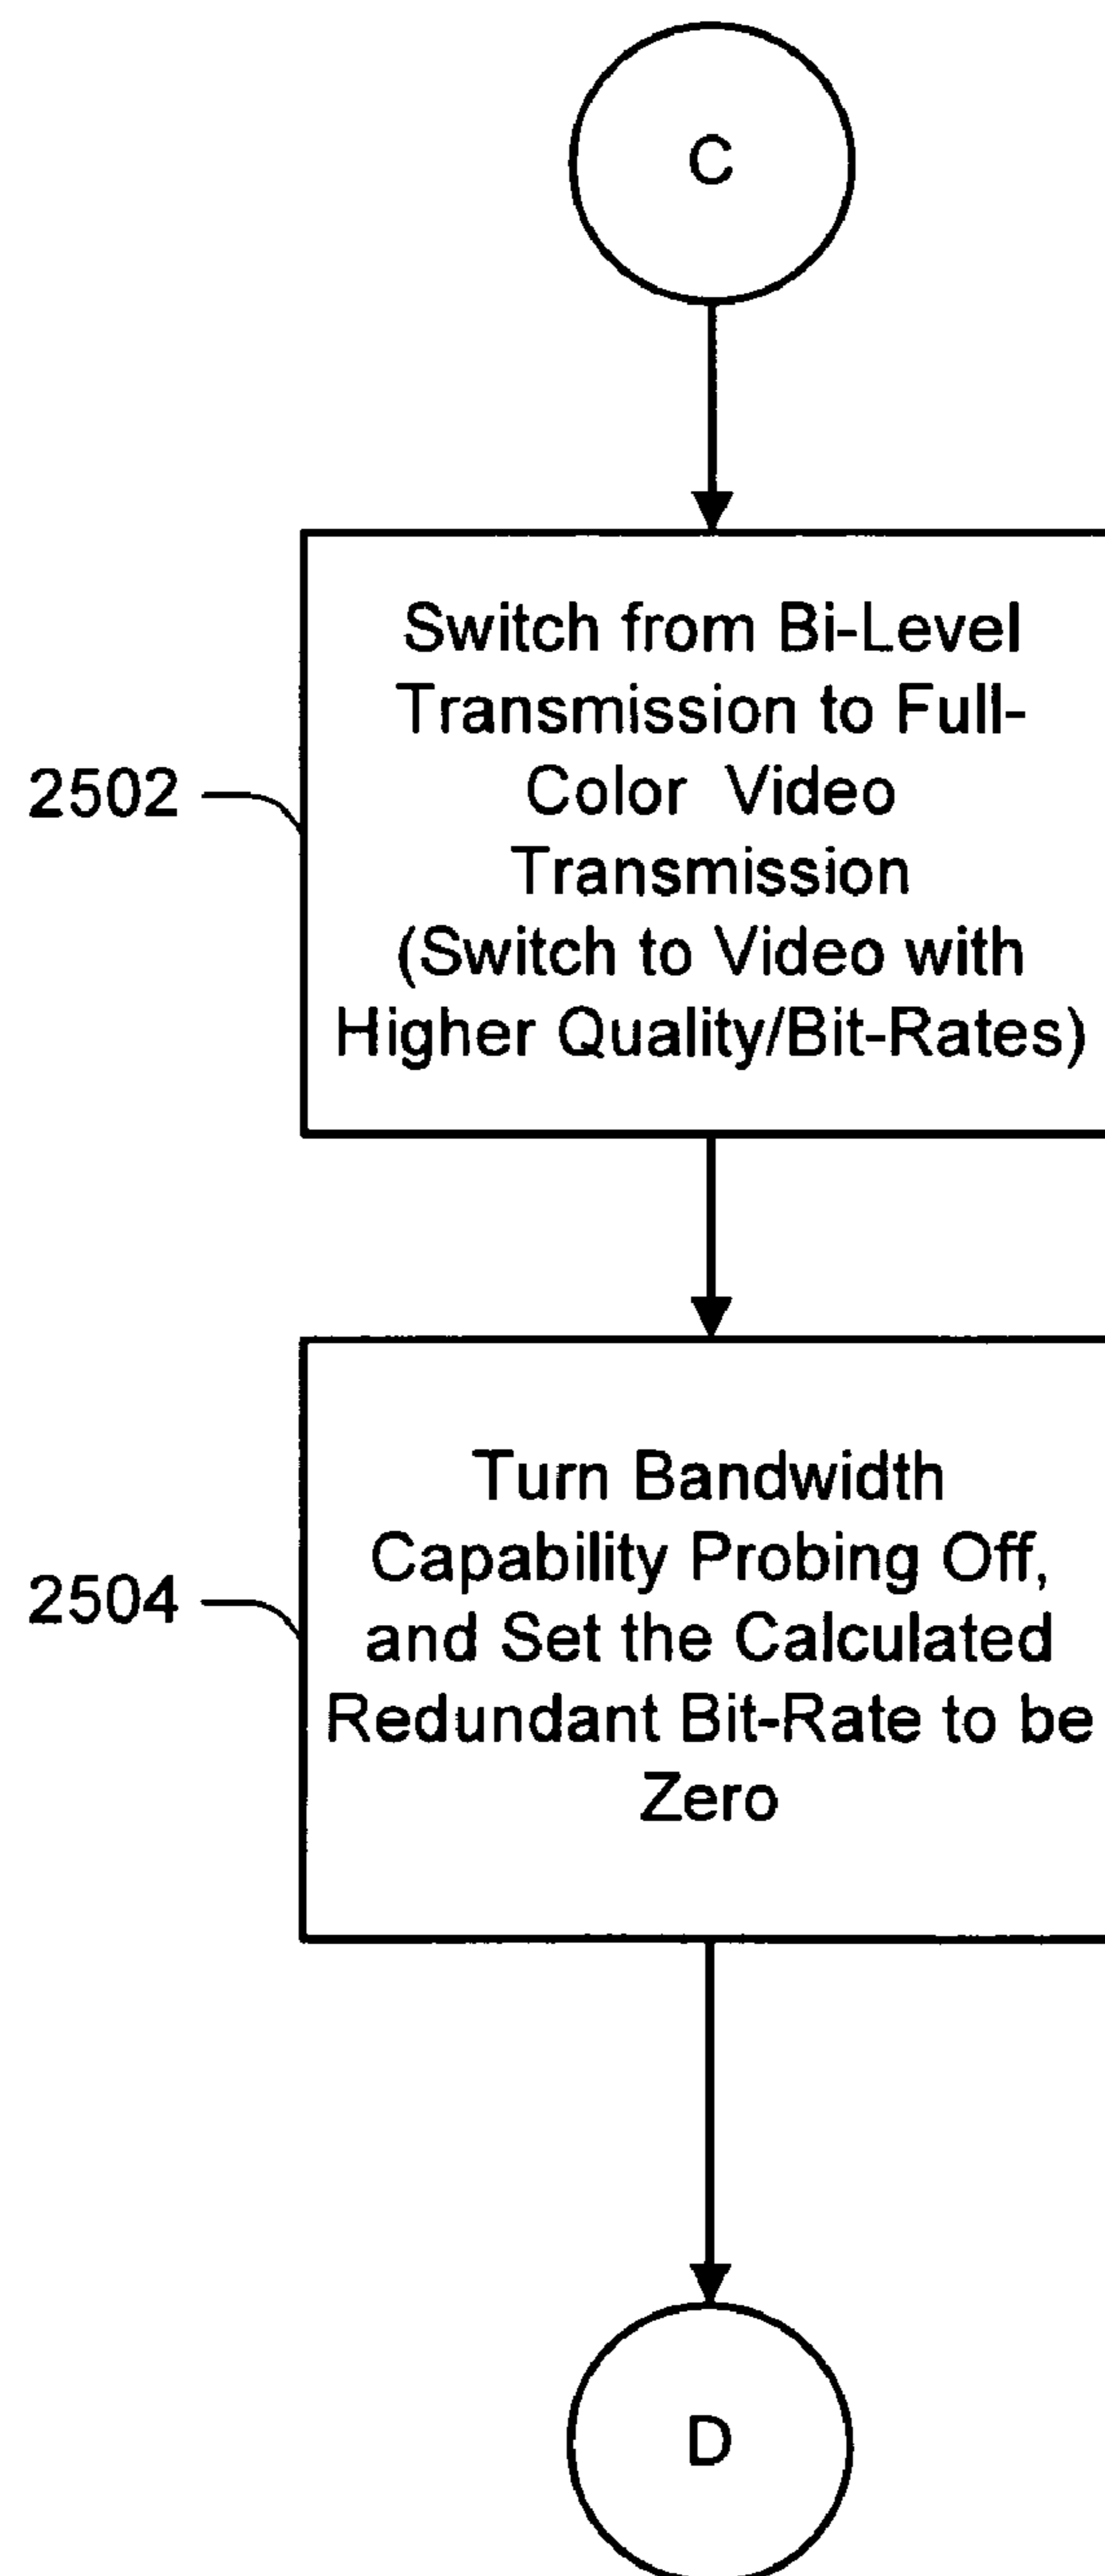 C
Switch from Bi-Level
Transmission to Full-
Color Video
Transmission
(Switch to Video with
Higher Quality/Bit-Rates)
2502
Turn Bandwidth
Capability Probing Off,
and Set the Calculated
Redundant Bit-Rate to be
Zero
2504
D